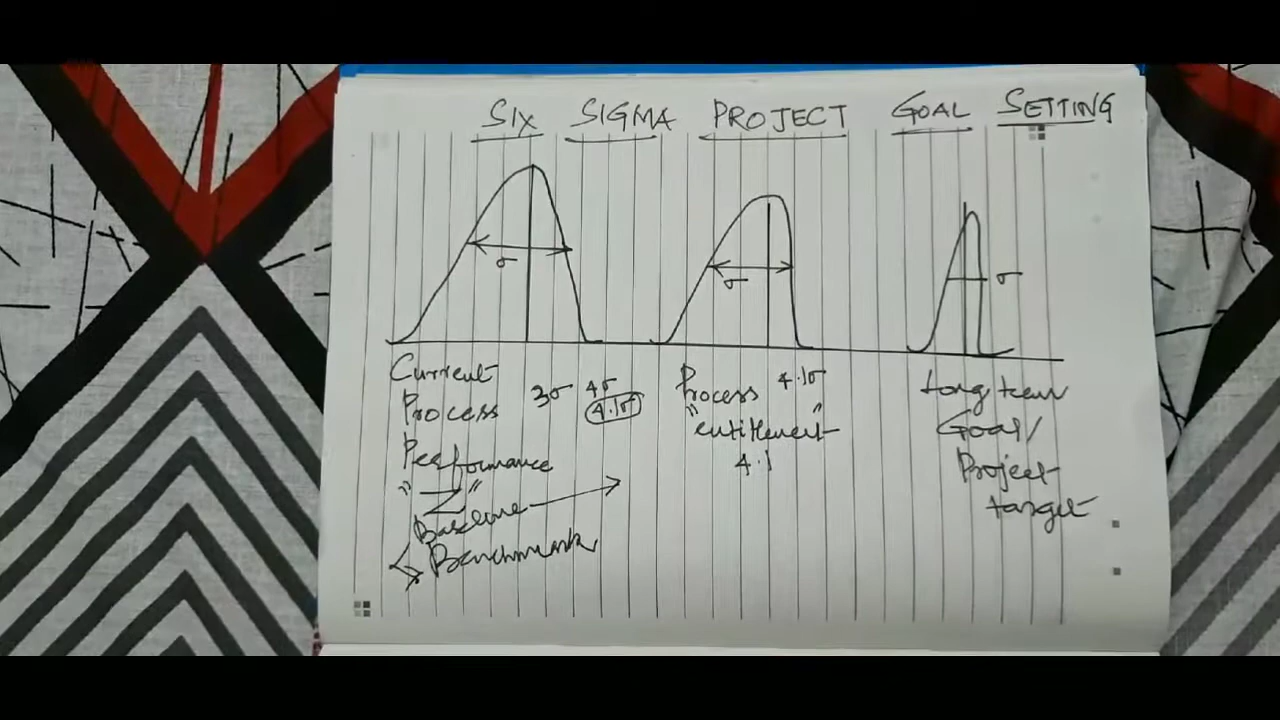 SIX SIGMA PROJECT GOAL SETTING
σ
σ
σ
Current
Process
Performance
"Z"
Baseline
Benchmark
3σ 4σ
4.1σ
Process 4.1σ
"entitlement"
4.1
Long term
Goal/
Project
target